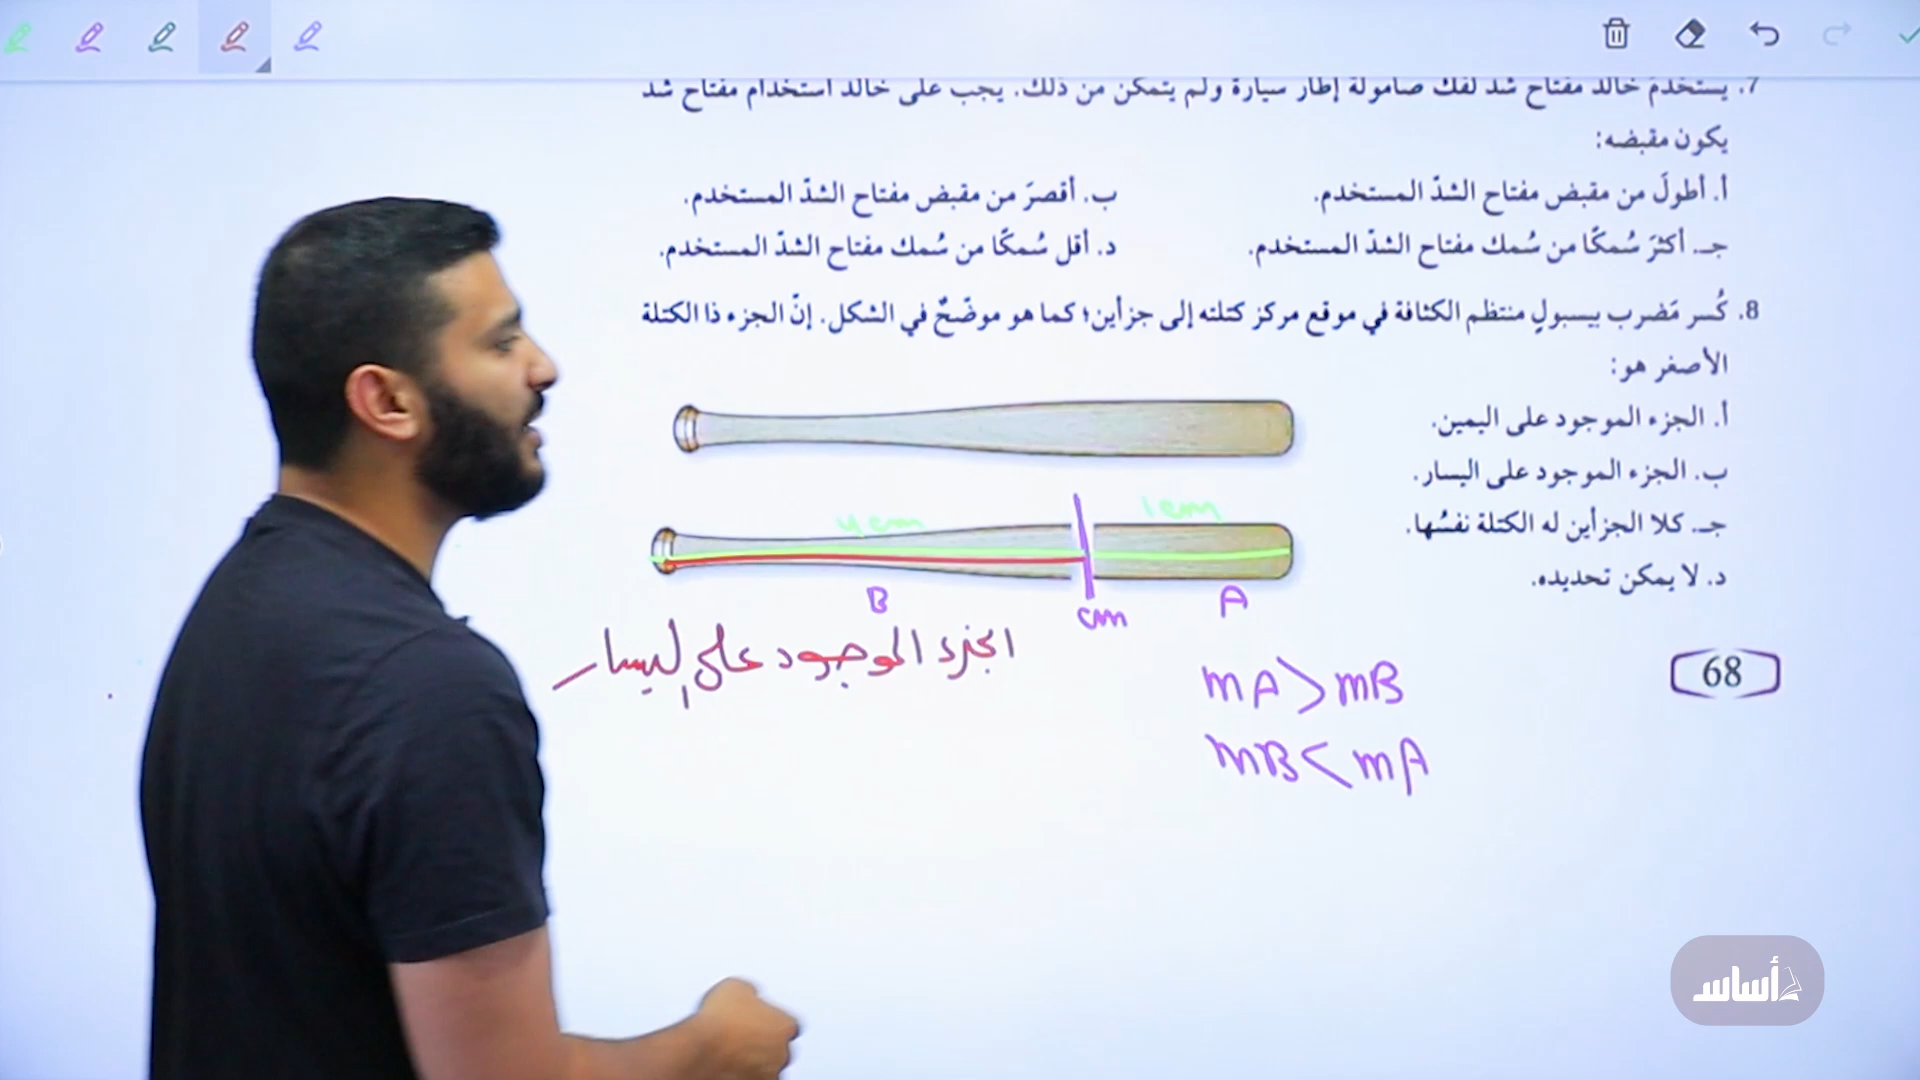 7. يستخدمَ خالد مفتاح شد لفك صامولة إطار سيارة ولم يتمكن من ذلك. يجب على خالد استخدام مفتاح شد
يكون مقبضه:
أ. أطولَ من مقبض مفتاح الشدّ المستخدم.
ب. أقصرَ من مقبض مفتاح الشدّ المستخدم.
جـ. أكثرَ سُمكًا من سُمك مفتاح الشدّ المستخدم.
د. أقل سُمكًا من سُمك مفتاح الشدّ المستخدم.
8. كُسر مَضرب بيسبولٍ منتظم الكثافة في موقع مركز كتلته إلى جزأين؛ كما هو موضّحٌ في الشكل. إنّ الجزء ذا الكتلة
الأصغر هو:
أ. الجزء الموجود على اليمين.
ب. الجزء الموجود على اليسار.
جـ. كلا الجزأين له الكتلة نفسُها.
د. لا يمكن تحديده.
4cm
1cm
B
cm
A
الجزء الموجود على اليسار
mA>mB
mB<mA
68
أساس